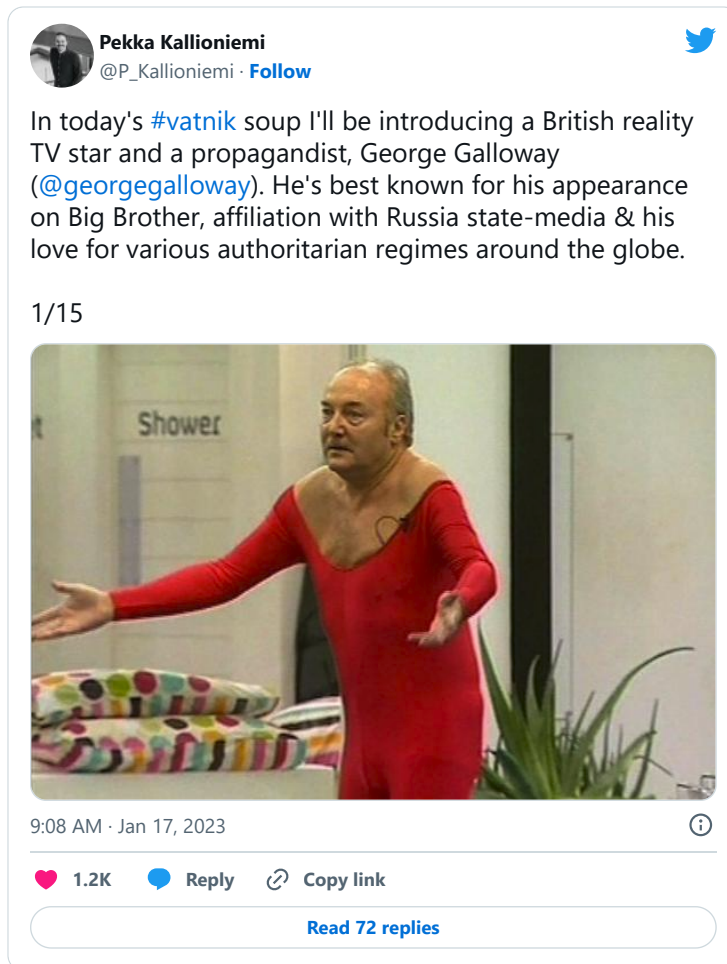 Pekka Kallioniemi
@P_Kallioniemi · Follow
In today's #vatnik soup I'll be introducing a British reality
TV star and a propagandist, George Galloway
(@georgegalloway). He's best known for his appearance
on Big Brother, affiliation with Russia state-media & his
love for various authoritarian regimes around the globe.
1/15
Shower
9:08 AM · Jan 17, 2023
1.2K Reply Copy link
Read 72 replies